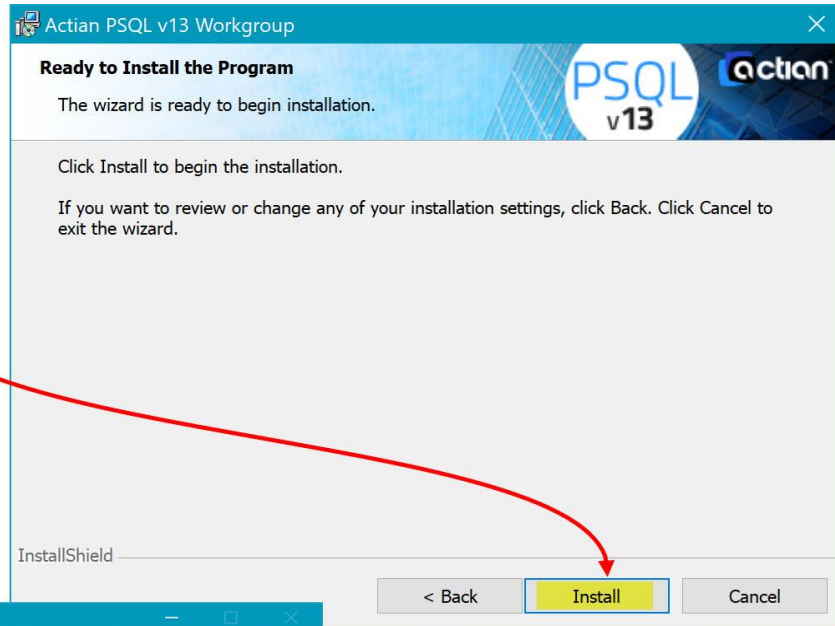 Actian PSQL v13 Workgroup
Ready to Install the Program
The wizard is ready to begin installation.
PSQL
v13
actian
Click Install to begin the installation.
If you want to review or change any of your installation settings, click Back. Click Cancel to
exit the wizard.
InstallShield
< Back Install Cancel